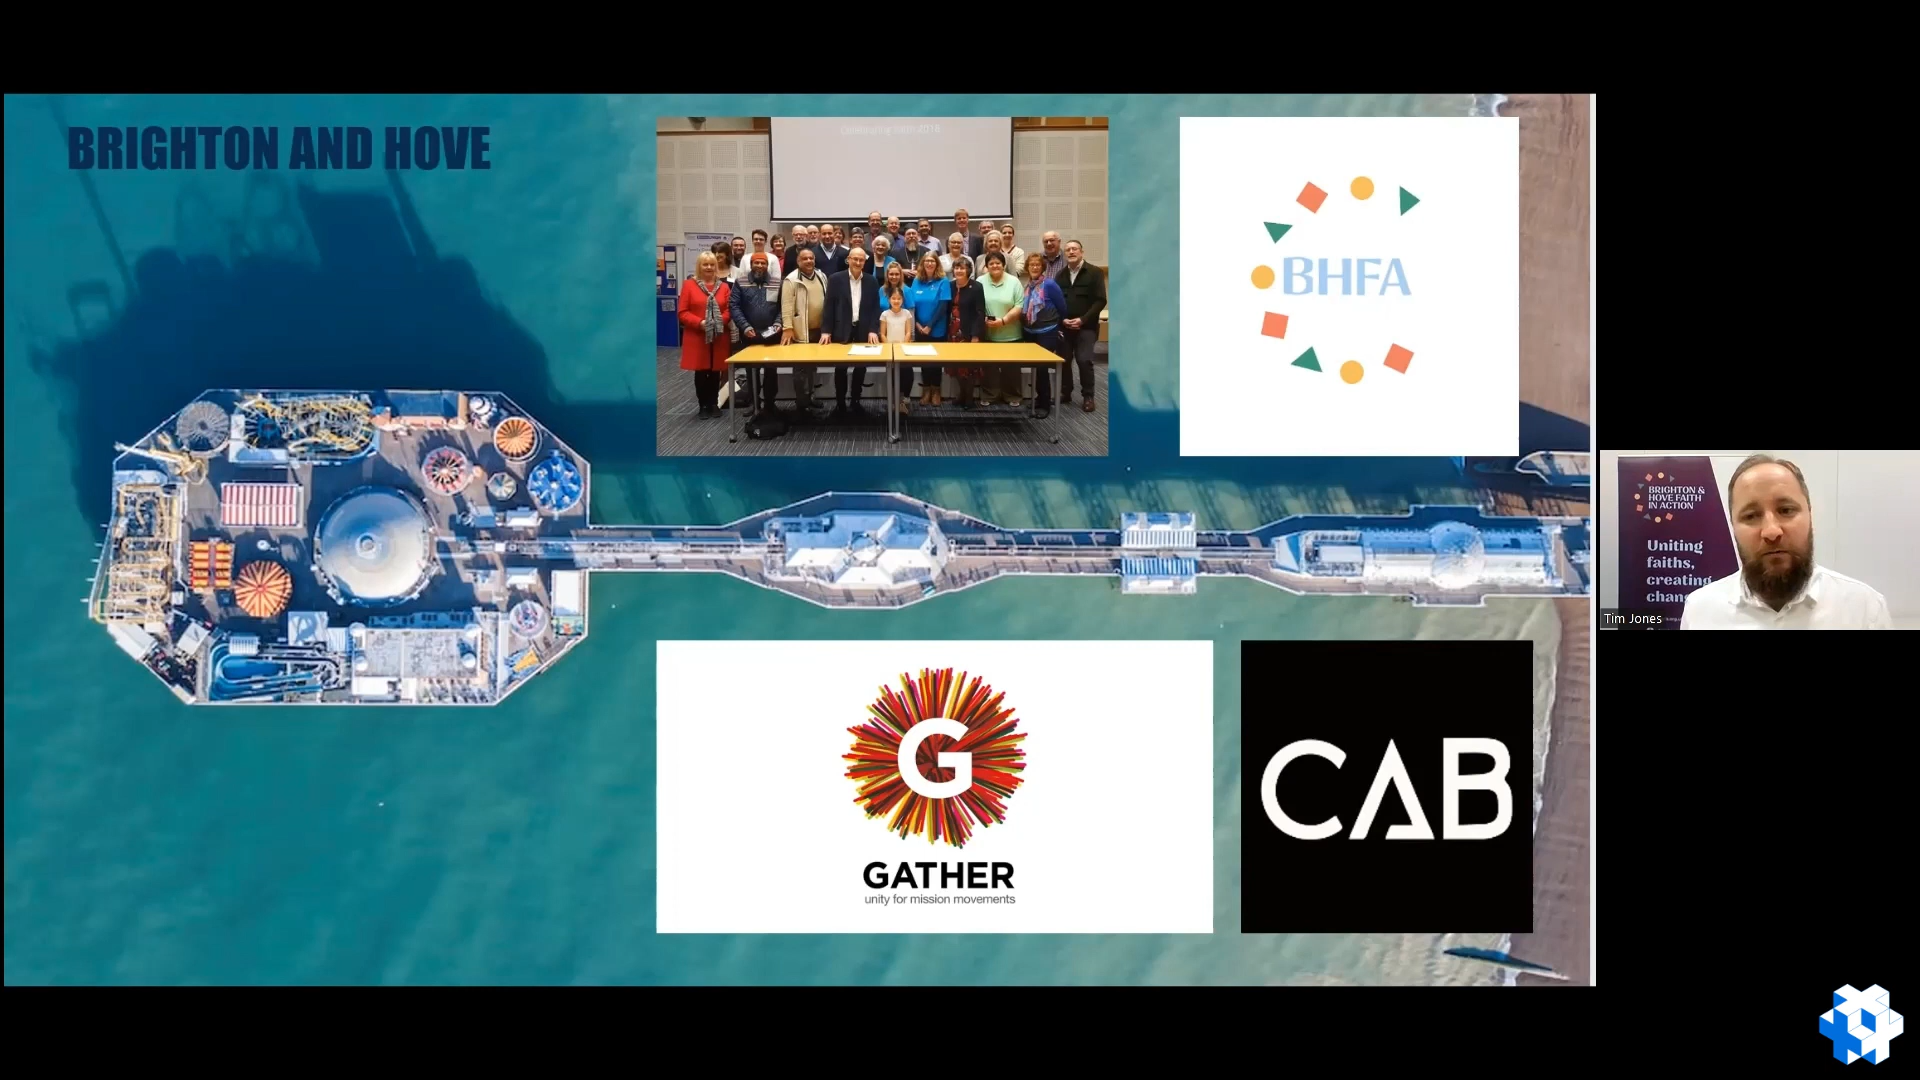 BRIGHTON AND HOVE
BHFA
G
GATHER
unity for mission movements
CAB
BRIGHTON &
HOVE FAITH
IN ACTION
Uniting
faiths,
creating
Tim Jones